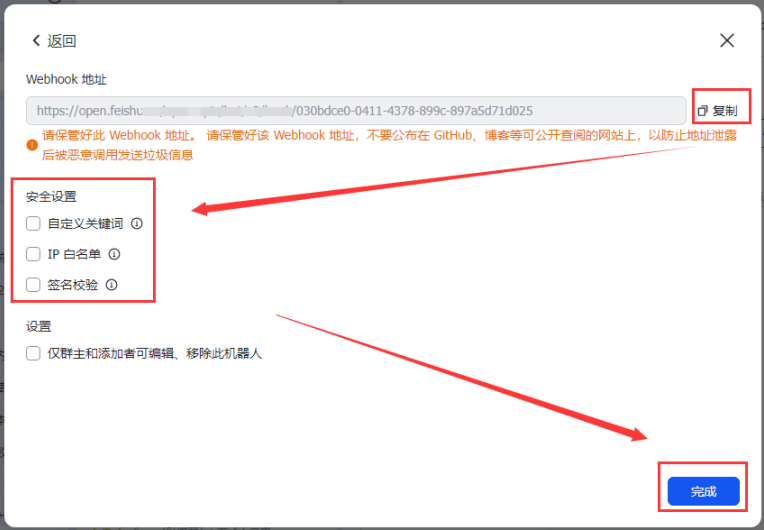 返回
Webhook 地址
https://open.feishu /030bdce0-0411-4378-899c-897a5d71d025
复制
请保管好此 Webhook 地址。 请保管好该 Webhook 地址，不要公布在 GitHub、博客等可公开查阅的网站上，以防止地址泄露
后被恶意调用发送垃圾信息
安全设置
自定义关键词
IP 白名单
签名校验
设置
仅群主和添加者可编辑、移除此机器人
完成